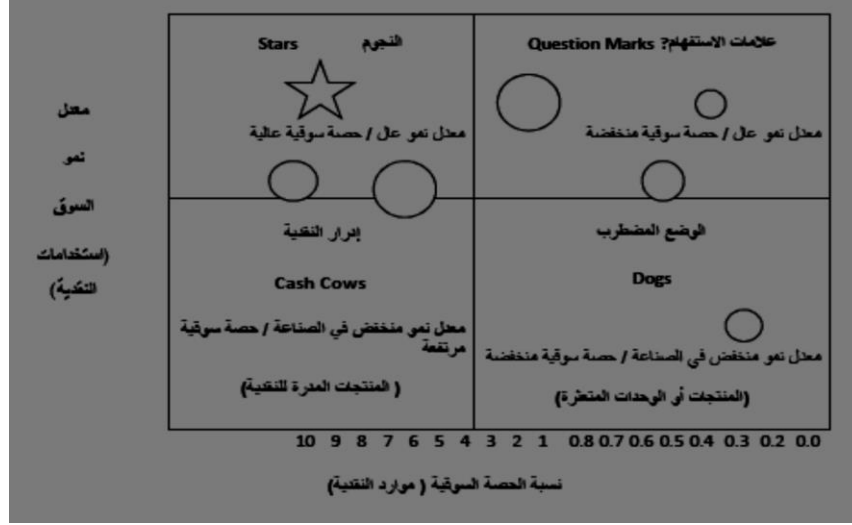 النجوم Stars
علامات الاستفهام? Question Marks
معدل نمو عال / حصة سوقية عالية
معدل نمو عال / حصة سوقية منخفضة
معدل
نمو
السوق
(استخدامات
النقدية)
إدرار النقدية
Cash Cows
معدل نمو منخفض في الصناعة / حصة سوقية
مرتفعة
( المنتجات المدرة للنقدية)
الوضع المضطرب
Dogs
معدل نمو منخفض في الصناعة / حصة سوقية منخفضة
(المنتجات أو الوحدات المتعثرة)
10 9 8 7 6 5 4 3 2 1 0.8 0.7 0.6 0.5 0.4 0.3 0.2 0.0
نسبة الحصة السوقية ( موارد النقدية)